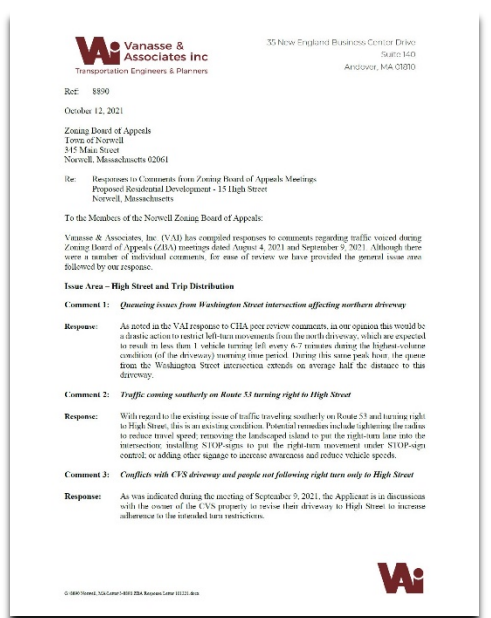 VAi Vanasse & Associates inc
Transportation Engineers & Planners
35 New England Business Center Drive
Suite 140
Andover, MA 01810
Ref: 8890
October 12, 2021
Zoning Board of Appeals
Town of Norwell
345 Main Street
Norwell, Massachusetts 02061
Re: Responses to Comments from Zoning Board of Appeals Meetings
Proposed Residential Development - 15 High Street
Norwell, Massachusetts
To the Members of the Norwell Zoning Board of Appeals:
Vanasse & Associates, Inc. (VAI) has compiled responses to comments regarding traffic voiced during
Zoning Board of Appeals (ZBA) meetings dated August 4, 2021 and September 9, 2021. Although there
were a number of individual comments, for ease of review we have provided the general issue area
followed by our response.
Issue Area – High Street and Trip Distribution
Comment 1: Queueing issues from Washington Street intersection affecting northern driveway
Response: As noted in the VAI response to CHA peer review comments, in our opinion this would be
a drastic action to restrict left-turn movements from the north driveway, which are expected
to result in less than 1 vehicle turning left every 6-7 minutes during the highest-volume
condition (of the driveway) morning time period. During this same peak hour, the queue
from the Washington Street intersection extends on average half the distance to this
driveway.
Comment 2: Traffic coming southerly on Route 53 turning right to High Street
Response: With regard to the existing issue of traffic traveling southerly on Route 53 and turning right
to High Street, this is an existing condition. Potential remedies include tightening the radius
to reduce travel speed; removing the landscaped island to put the right-turn lane into the
intersection; installing STOP-signs to put the right-turn movement under STOP-sign
control; or adding other signage to increase awareness and reduce vehicle speeds.
Comment 3: Conflicts with CVS driveway and people not following right turn only to High Street
Response: As was indicated during the meeting of September 9, 2021, the Applicant is in discussions
with the owner of the CVS property to revise their driveway to High Street to increase
adherence to the intended turn restrictions.
VAi